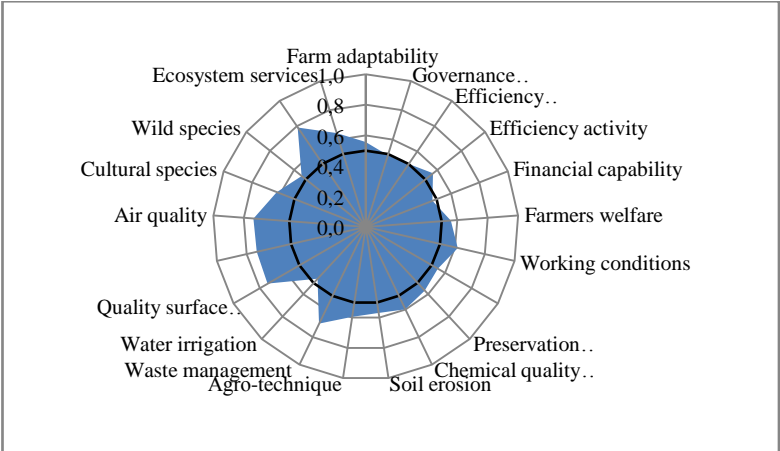 Farm adaptability
Governance..
Efficiency..
Efficiency activity
Financial capability
Farmers welfare
Working conditions
Preservation..
Chemical quality..
Soil erosion
Agro-technique
Waste management
Water irrigation
Quality surface..
Air quality
Cultural species
Wild species
Ecosystem services
1,0
0,8
0,6
0,4
0,2
0,0